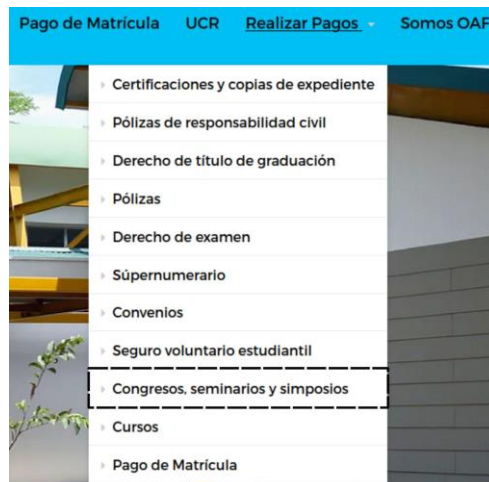 Pago de Matrícula UCR Realizar Pagos Somos OAF
Certificaciones y copias de expediente
Pólizas de responsabilidad civil
Derecho de título de graduación
Pólizas
Derecho de examen
Súpernumerario
Convenios
Seguro voluntario estudiantil
Congresos, seminarios y simposios
Cursos
Pago de Matrícula